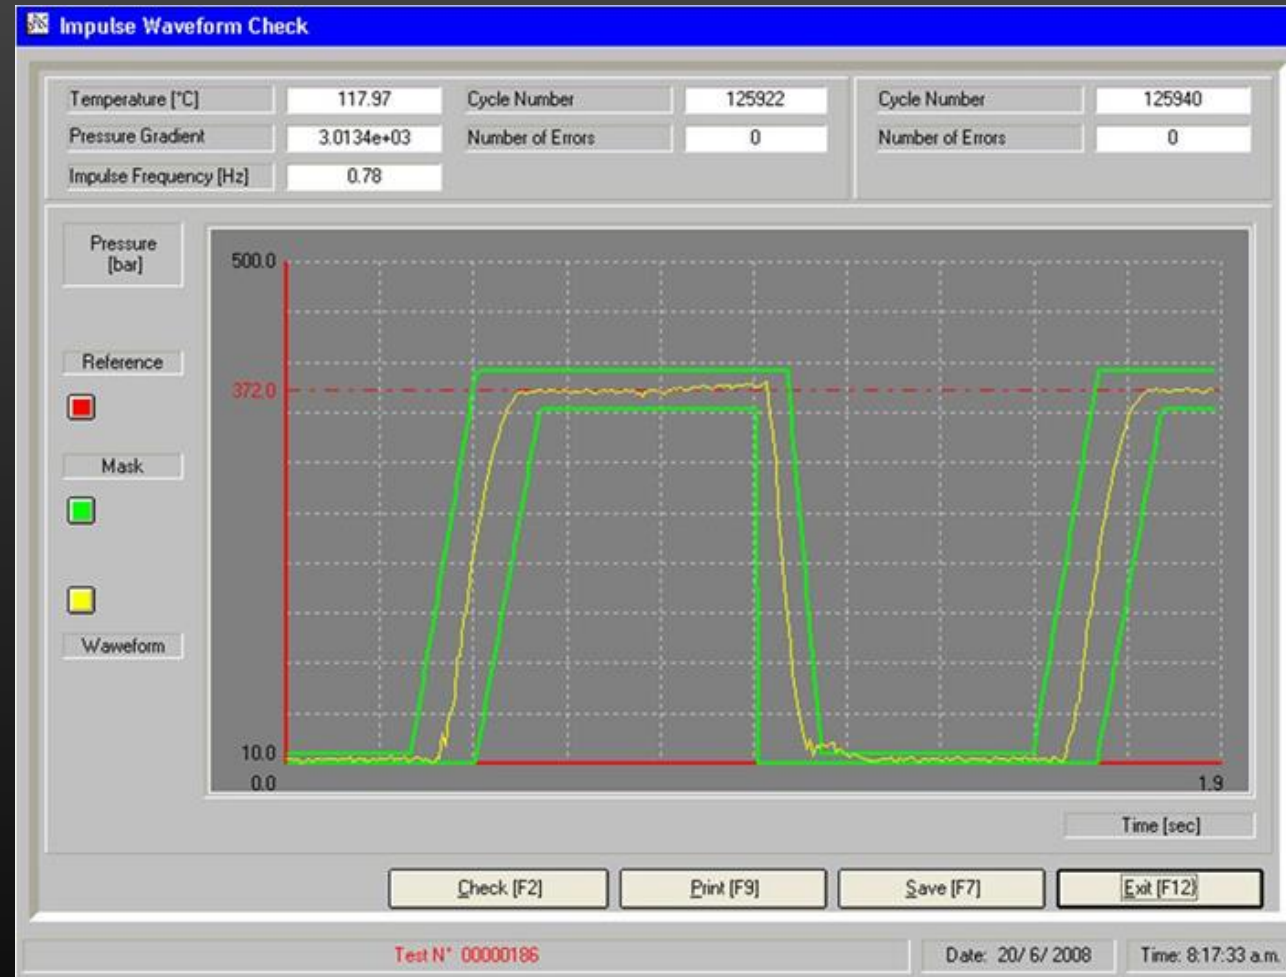 Impulse Waveform Check
Temperature [°C] 117.97 Cycle Number 125922 Cycle Number 125940
Pressure Gradient 3.0134e+03 Number of Errors 0 Number of Errors 0
Impulse Frequency [Hz] 0.78
Pressure
[bar]
500.0
Reference
372.0
Mask
Waweform
10.0
0.0 1.9
Time [sec]
Check [F2] Print [F9] Save [F7] Exit [F12]
Test N° 00000186 Date: 20/ 6/ 2008 Time: 8:17:33 a.m.